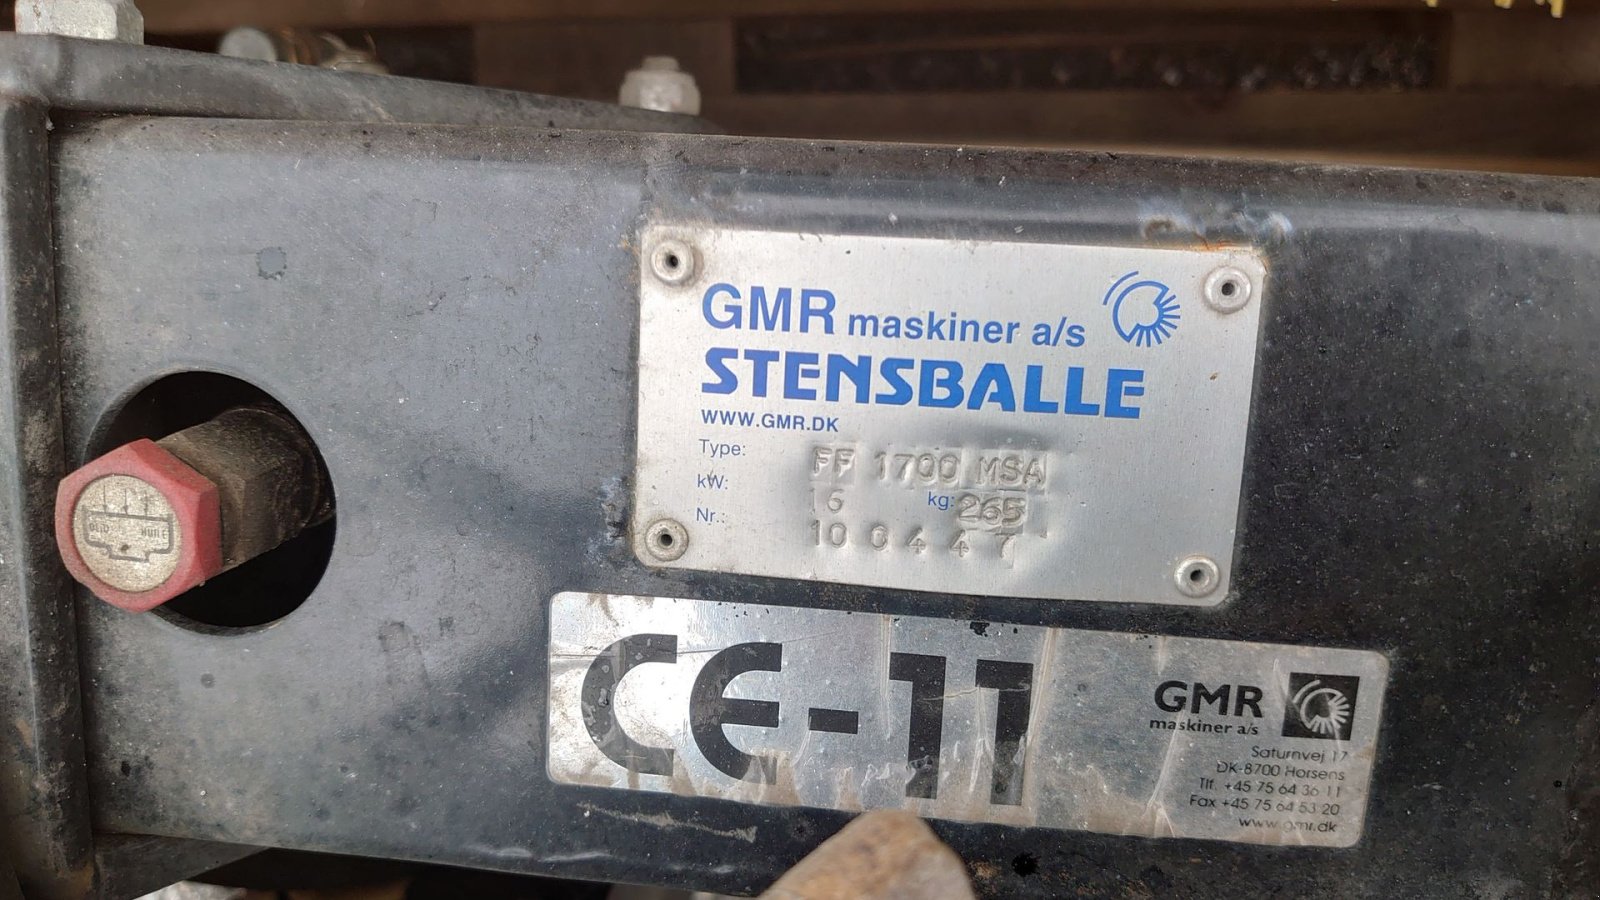 GMR maskiner a/s
STENSBALLE
WWW.GMR.DK
Type: FF 1700 MSA
kW: 16 kg: 265
Nr.: 100447
CE-11
GMR
maskiner a/s
Saturnvej 17
DK-8700 Horsens
Tlf. +45 75 64 36 11
Fax +45 75 64 53 20
www.gmr.dk